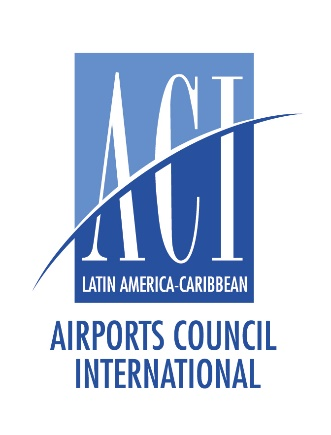 ACI
LATIN AMERICA-CARIBBEAN
AIRPORTS COUNCIL
INTERNATIONAL